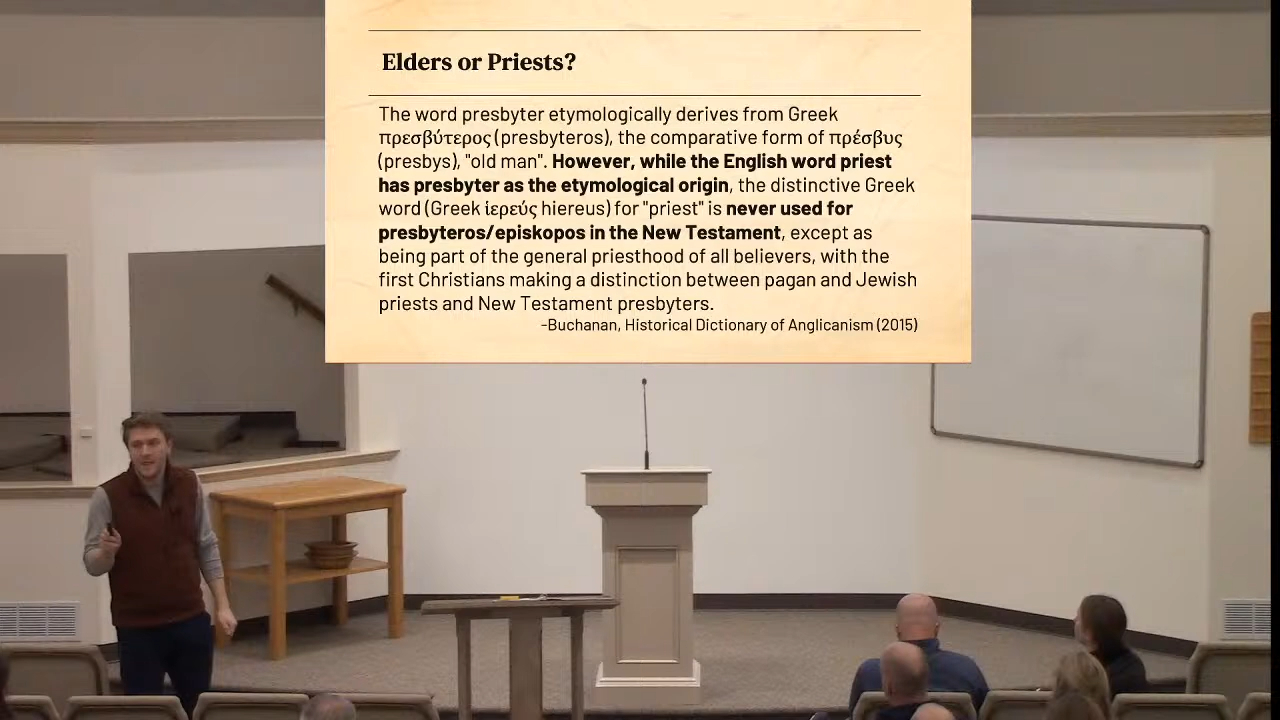 Elders or Priests?
The word presbyter etymologically derives from Greek
πρεσβύτερος (presbyteros), the comparative form of πρέσβυς
(presbys), "old man". However, while the English word priest
has presbyter as the etymological origin, the distinctive Greek
word (Greek ἱερεύς hiereus) for "priest" is never used for
presbyteros/episkopos in the New Testament, except as
being part of the general priesthood of all believers, with the
first Christians making a distinction between pagan and Jewish
priests and New Testament presbyters.
-Buchanan, Historical Dictionary of Anglicanism (2015)